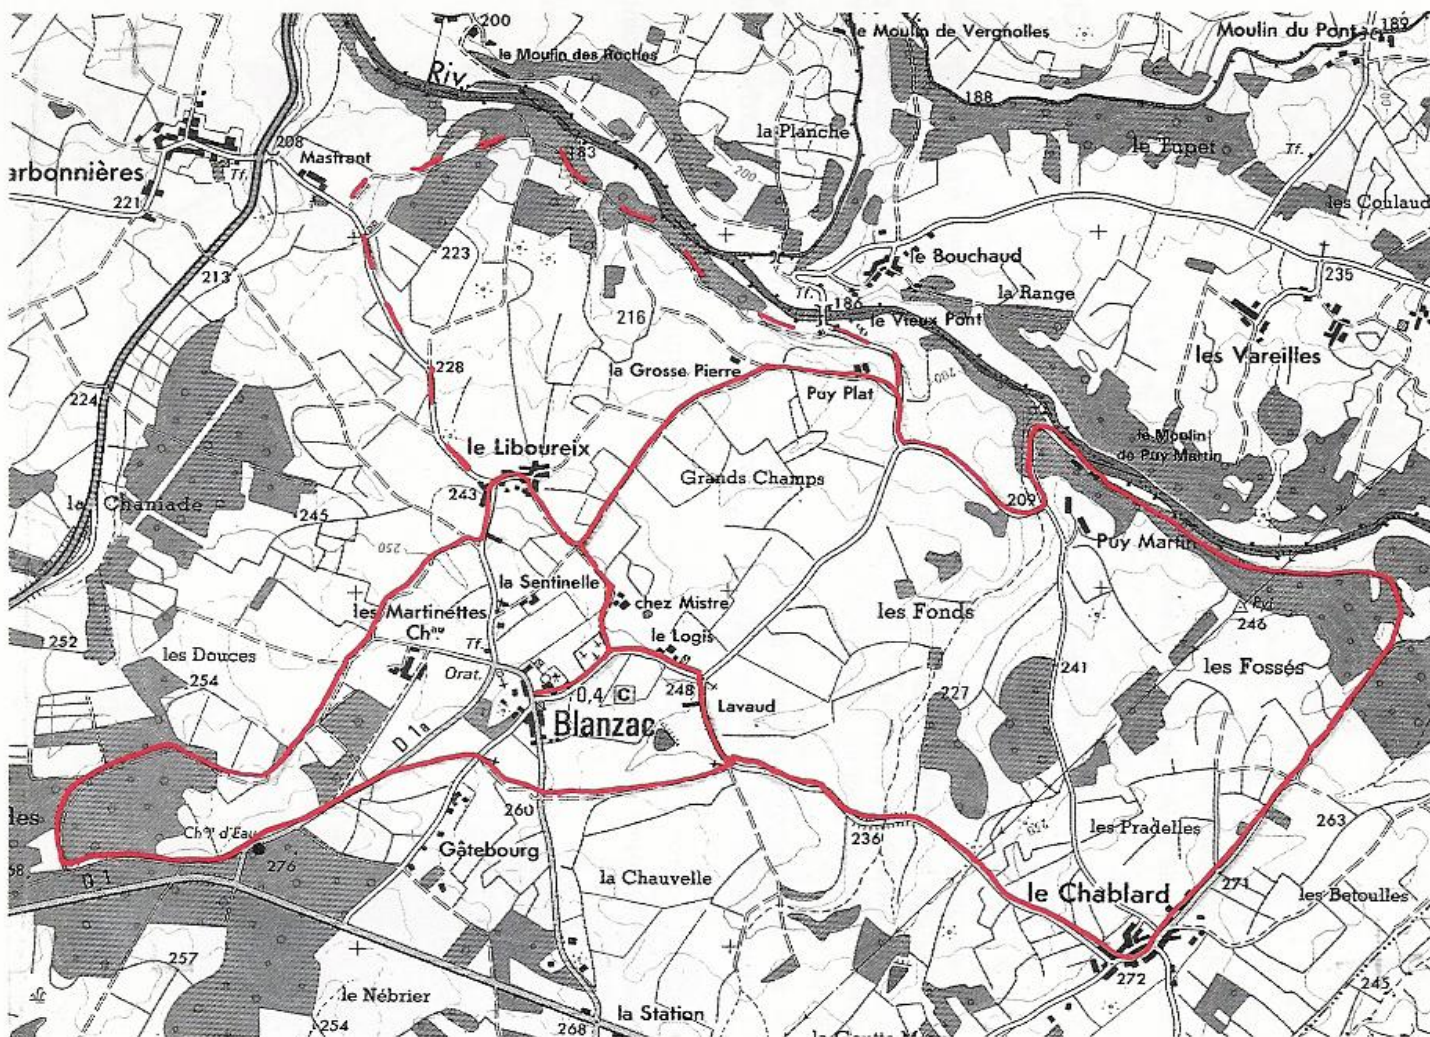 200
le Moulin de Vergnolles
Moulin du Pont
189
le Moulin des Roches
Riv.
188
la Planche
208
Mastrant
183
le Tupet
Tf.
arbonnières
Tf.
200
221
les Coulaud
223
le Bouchaud
213
235
la Range
Tf.
186
216
le Vieux Pont
les Vareilles
228
la Grosse Pierre
200
224
Puy Plat
le Moulin
de Puy Martin
le Liboureix
Grands Champs
243
209
la Chamade
245
250
Puy Martin
la Sentinelle
les Martinettes
chez Mistre
les Fonds
Chau
246
252
le Logis
les Douces
Tf.
241
les Fossés
254
Orat.
0,4 C
248
227
Lavaud
Blanzac
D 1a
260
les
Chau d'Eau
236
les Pradelles
263
276
Gâtebourg
68
D 1
la Chauvelle
271
le Chablard
les Betoulles
257
272
245
le Nébrier
254
la Station
268